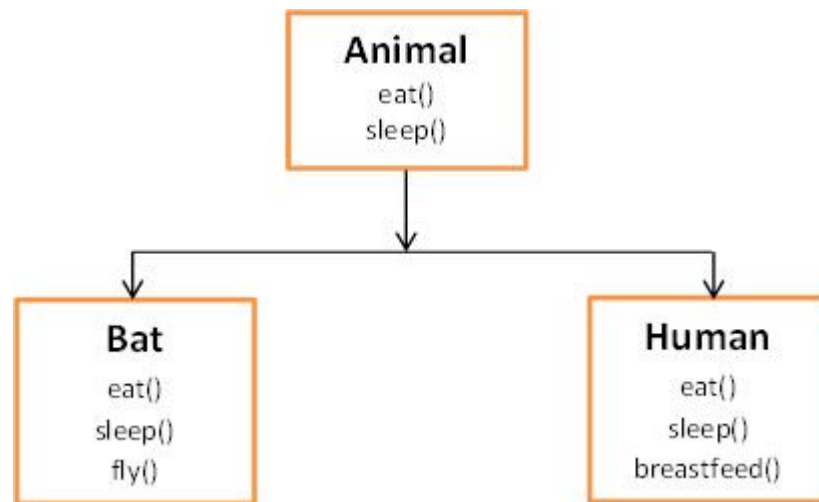 Animal
eat()
sleep()
Bat
eat()
sleep()
fly()
Human
eat()
sleep()
breastfeed()